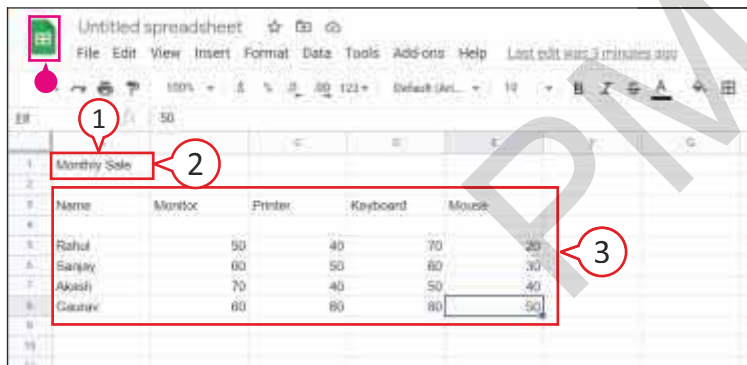 Untitled spreadsheet
File Edit View Insert Format Data Tools Add-ons Help Last edit was 3 minutes ago
100% 123 Default (Ari... 10 B I S A
E8 50
1
E
G
1 Monthly Sale 2
2
3 Name Monitor Printer Keyboard Mouse
4
5 Rahul 50 40 70 20
6 Sanjay 60 50 60 30 3
7 Akash 70 40 50 40
8 Gaurav 60 60 80 50
9
10
PM